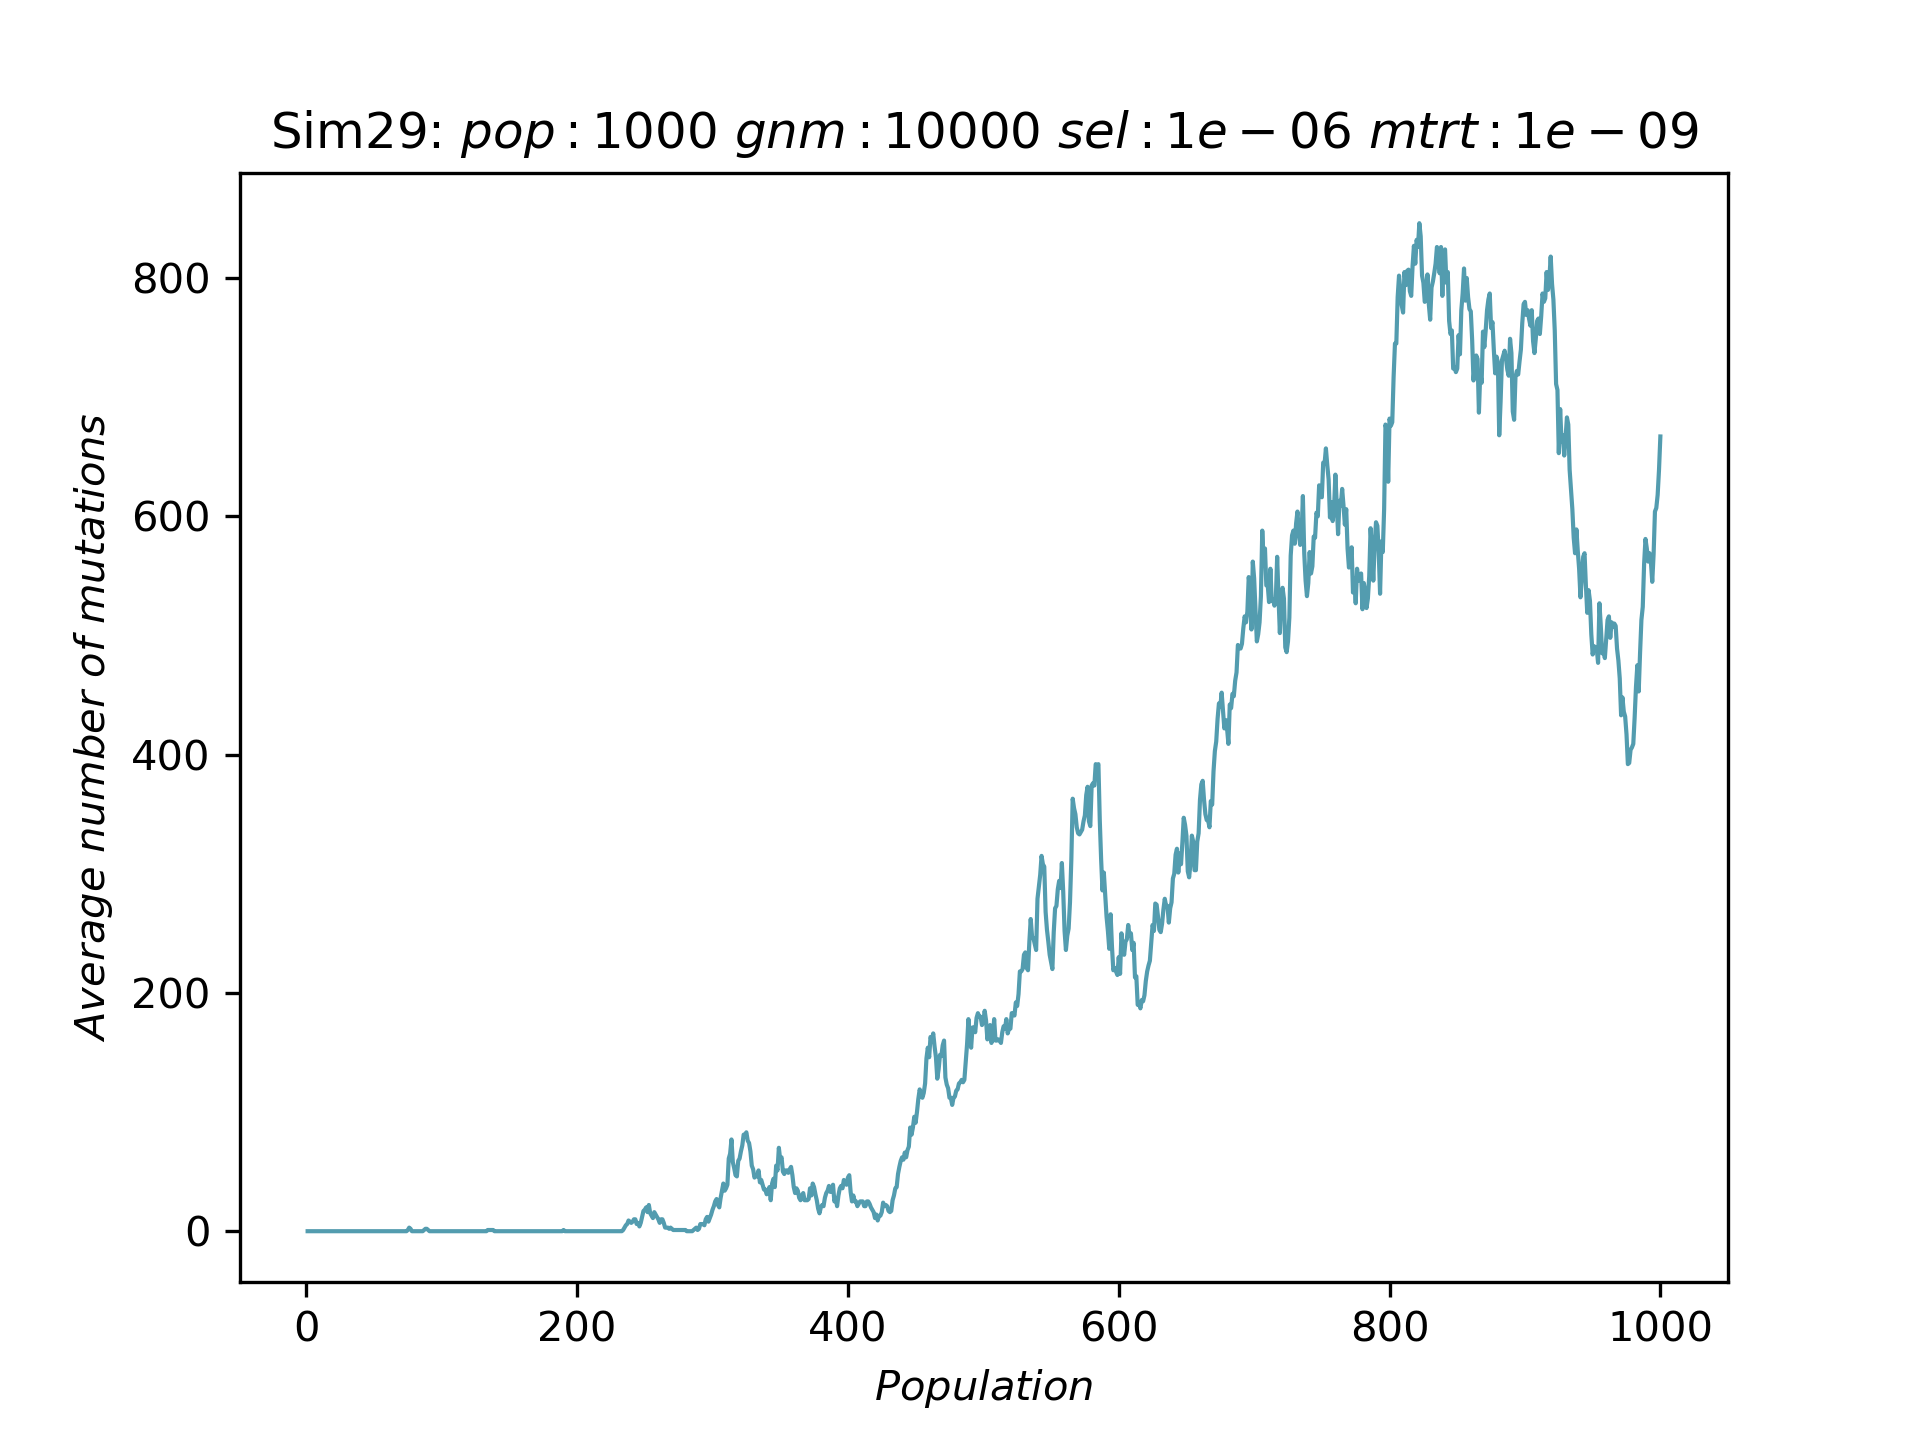 Sim29: pop : 1000 gnm : 10000 sel : 1e − 06 mtrt : 1e − 09
Average number of mutations
800
600
400
200
0
0 200 400 600 800 1000
Population